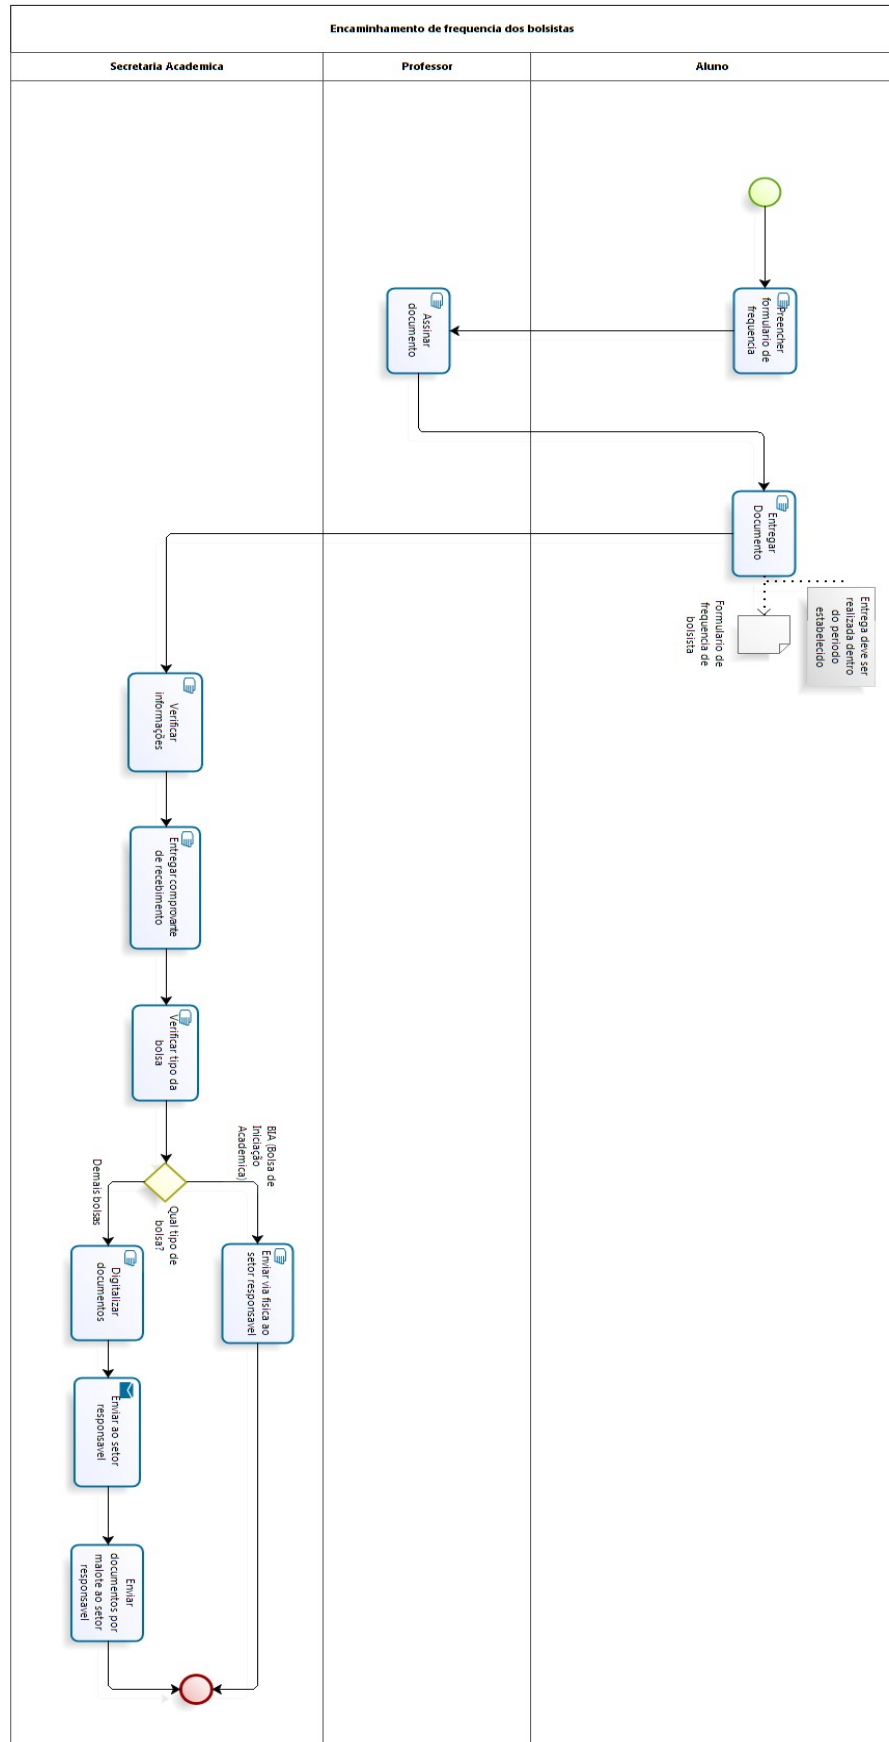 Encaminhamento de frequencia dos bolsistas
Secretaria Academica
Professor
Aluno
Preencher
formulario de
frequencia
Assinar
documento
Entregar
Documento
Entrega deve ser
realizada dentro
do periodo
estabelecido
Formulario de
frequencia de
bolsista
Verificar
informações
Entregar comprovante
de recebimento
Verificar tipo da
bolsa
Qual tipo de
bolsa?
BIA (Bolsa de
Iniciação
Academica)
Demais bolsas
Enviar via fisica ao
setor responsavel
Digitalizar
documentos
Enviar ao setor
responsavel
Enviar
documentos por
malote ao setor
responsavel